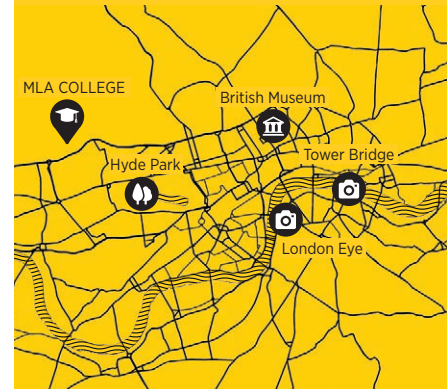 MLA COLLEGE
British Museum
Tower Bridge
Hyde Park
London Eye